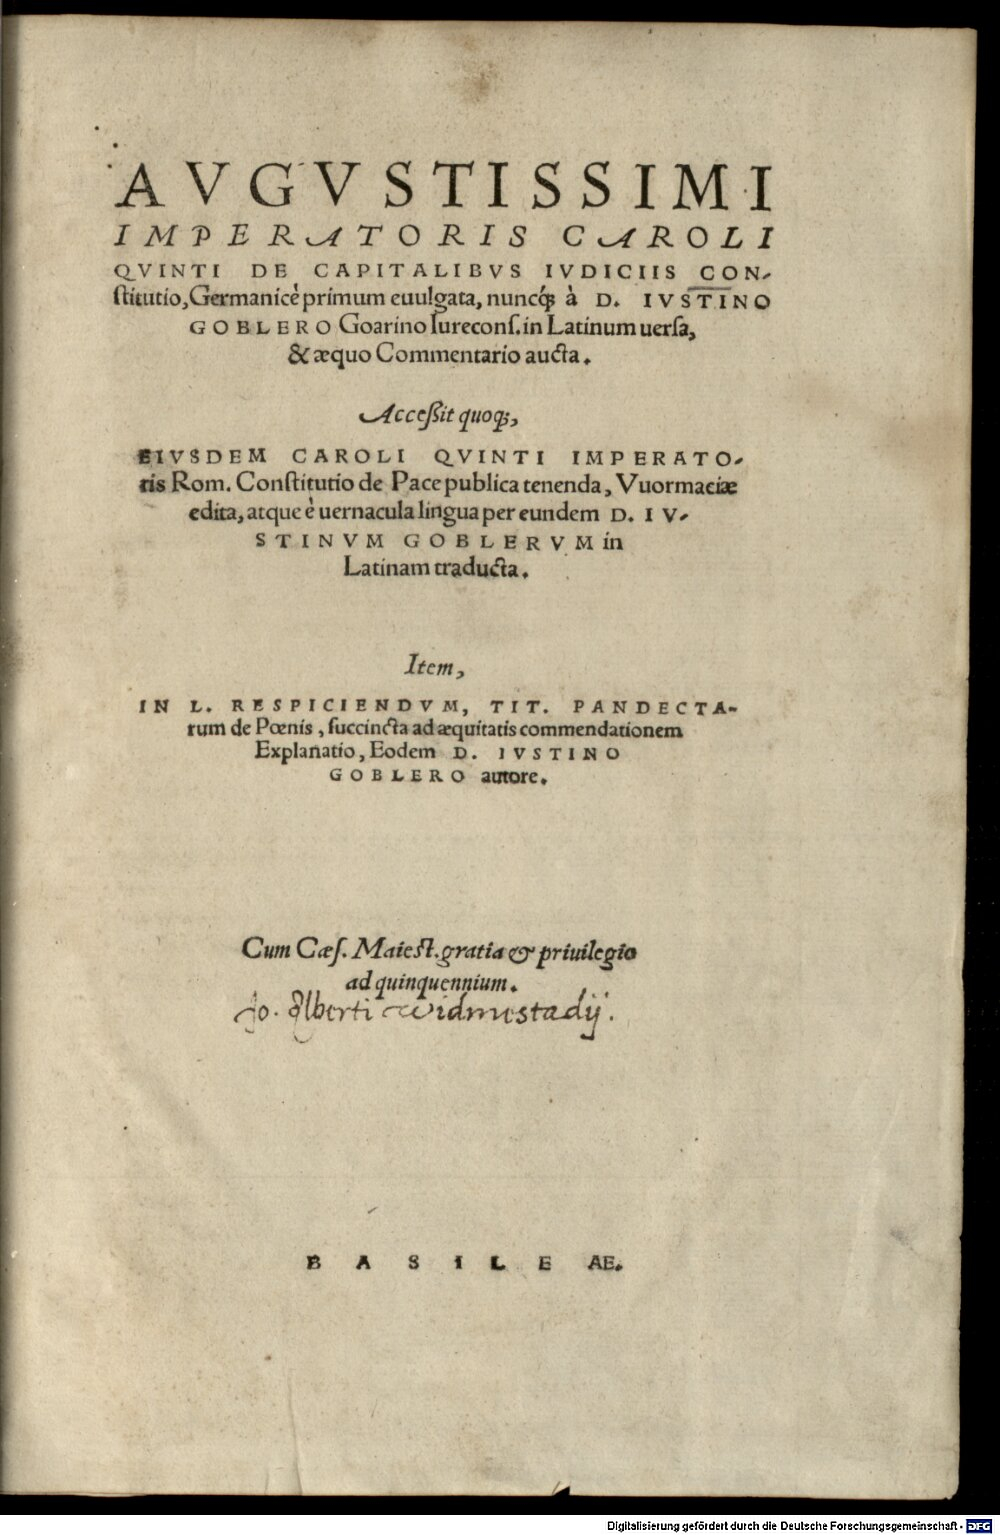 AVGVSTISSIMI
IMPERATORIS CAROLI
QVINTI DE CAPITALIBVS IVDICIIS CON-
ſtitutio, Germanicè primum euulgata, nuncq́ꝫ à D. IVSTINO
GOBLERO Goarino Iureconſ. in Latinum uerſa,
& æquo Commentario aucta.
Acceßit quoqꝫ,
EIVSDEM CAROLI QVINTI IMPERATO-
ris Rom. Conſtitutio de Pace publica tenenda, Vuormaciæ
edita, atque è uernacula lingua per eundem D. IV-
STINVM GOBLERVM in
Latinam traducta.
Item,
IN L. RESPICIENDVM, TIT. PANDECTA-
rum de Pœnis, ſuccincta ad æquitatis commendationem
Explanatio, Eodem D. IVSTINO
GOBLERO autore.
Cum Cæſ. Maieſt. gratia & priuilegio
ad quinquennium.
Jo. Alberti Widmestadij.
BASILEAE.
Digitalisierung gefördert durch die Deutsche Forschungsgemeinschaft - DFG